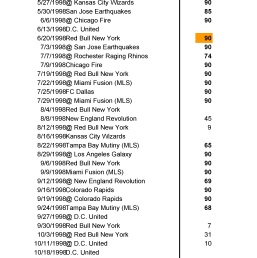 5/27/1998@ Kansas City Wizards 90
5/30/1998San Jose Earthquakes 85
6/6/1998@ Chicago Fire 90
6/13/1998D.C. United
6/20/1998Red Bull New York 90
7/3/1998@ San Jose Earthquakes 90
7/7/1998@ Rochester Raging Rhinos 74
7/9/1998Chicago Fire 90
7/19/1998@ Red Bull New York 90
7/22/1998@ Miami Fusion (MLS) 90
7/25/1998FC Dallas 90
7/29/1998@ Miami Fusion (MLS) 90
8/4/1998Red Bull New York
8/8/1998New England Revolution 45
8/12/1998@ Red Bull New York 9
8/16/1998Kansas City Wizards
8/22/1998Tampa Bay Mutiny (MLS) 65
8/29/1998@ Los Angeles Galaxy 90
9/6/1998Red Bull New York 90
9/9/1998Miami Fusion (MLS) 90
9/12/1998@ New England Revolution 69
9/16/1998Colorado Rapids 90
9/19/1998@ Colorado Rapids 90
9/24/1998Tampa Bay Mutiny (MLS) 68
9/27/1998@ D.C. United
9/30/1998Red Bull New York 7
10/3/1998@ Red Bull New York 31
10/11/1998@ D.C. United 10
10/18/1998D.C. United